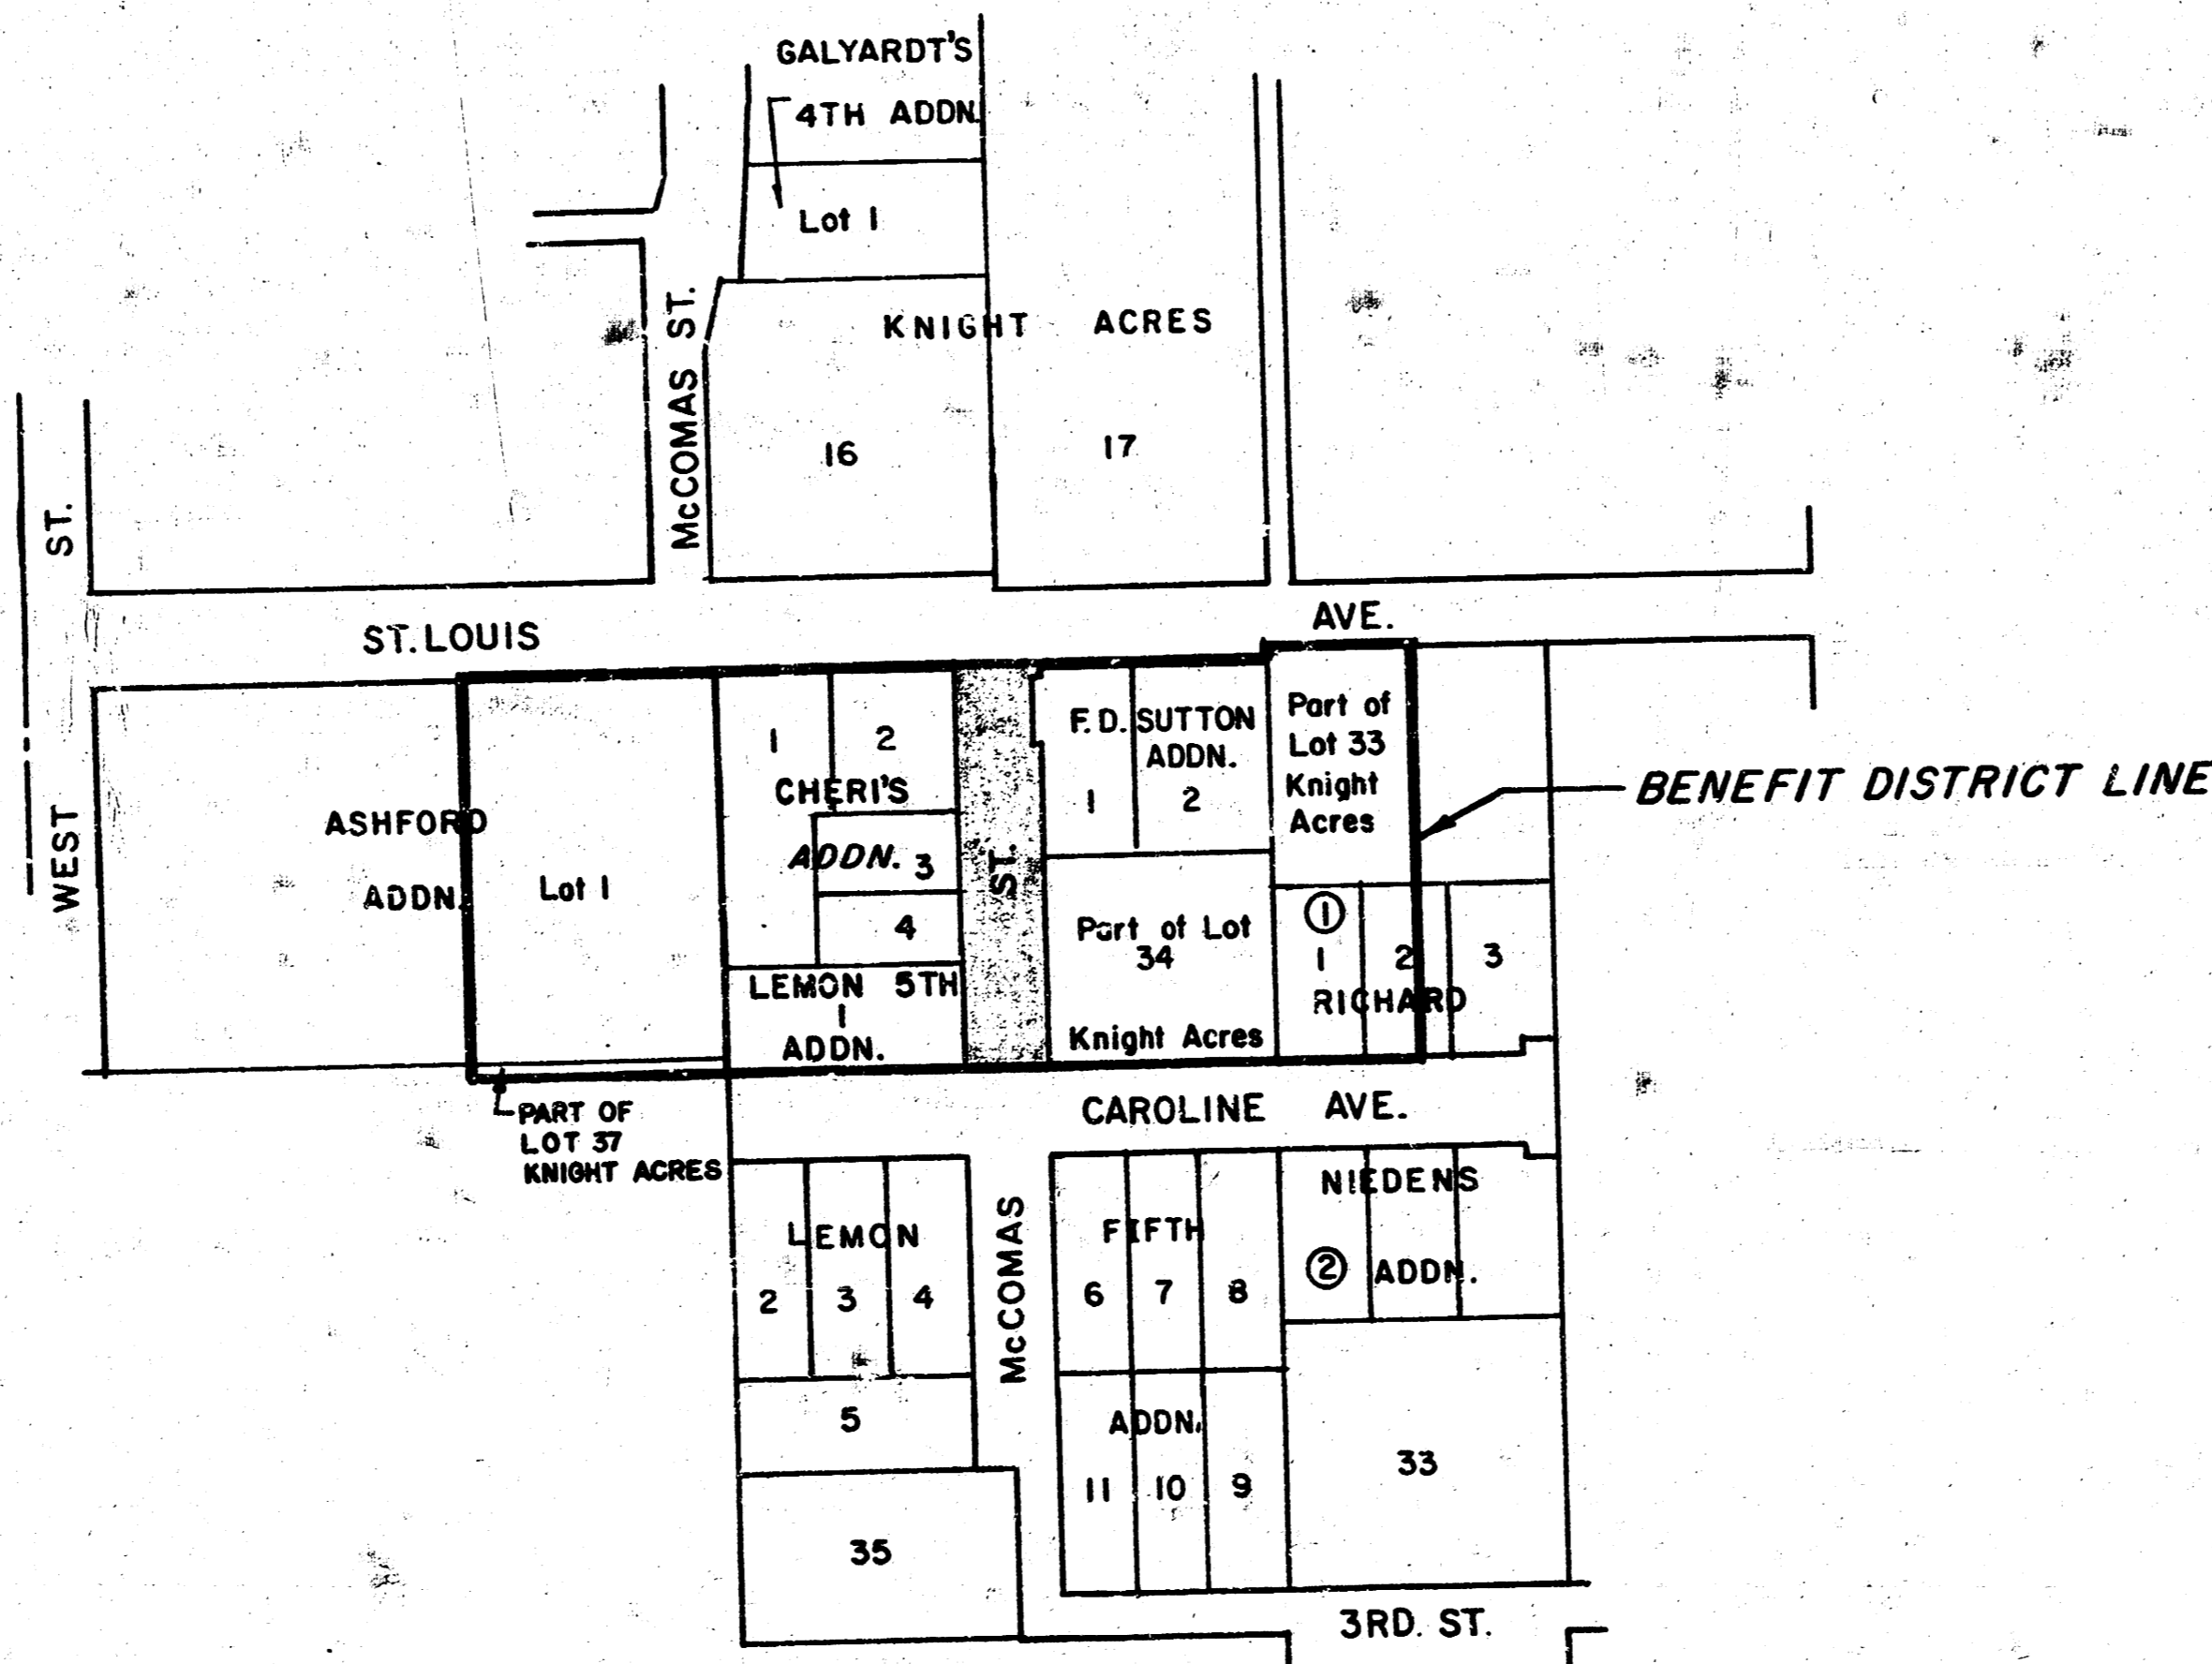 GALYARDT'S
4TH ADDN.
Lot 1
KNIGHT ACRES
McCOMAS ST.
16
17
WEST ST.
ST. LOUIS AVE.
ASHFORD
ADDN.
Lot 1
1
2
CHERI'S
ADDN. 3
4
LEMON 5TH
1
ADDN.
ST.
F.D. SUTTON
ADDN.
1
2
Part of
Lot 33
Knight
Acres
BENEFIT DISTRICT LINE
Part of Lot
34
Knight Acres
1
1
2
3
RICHARD
PART OF
LOT 37
KNIGHT ACRES
CAROLINE AVE.
McCOMAS
LEMON
2
3
4
5
35
FIFTH
6
7
8
ADDN.
11
10
9
NIEDENS
2 ADDN.
33
3RD. ST.